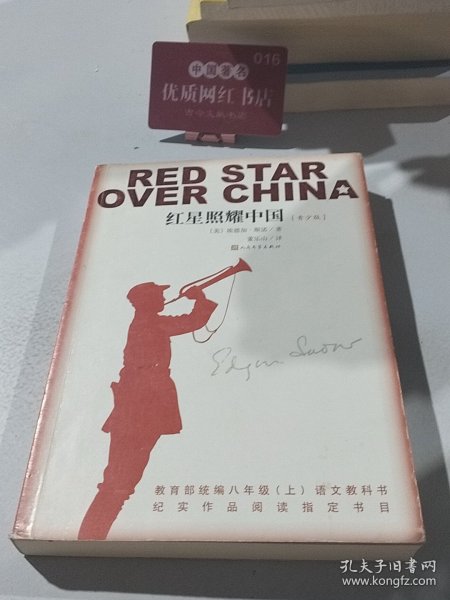 016
中国著名
优质网红书店
RED STAR
OVER CHINA
红星照耀中国 [青少版]
[美] 埃德加·斯诺/著
董乐山/译
人民文学出版社
Edgar Snow
教育部统编八年级(上)语文教科书
纪实作品阅读指定书目
孔夫子旧书网
www.kongfz.com